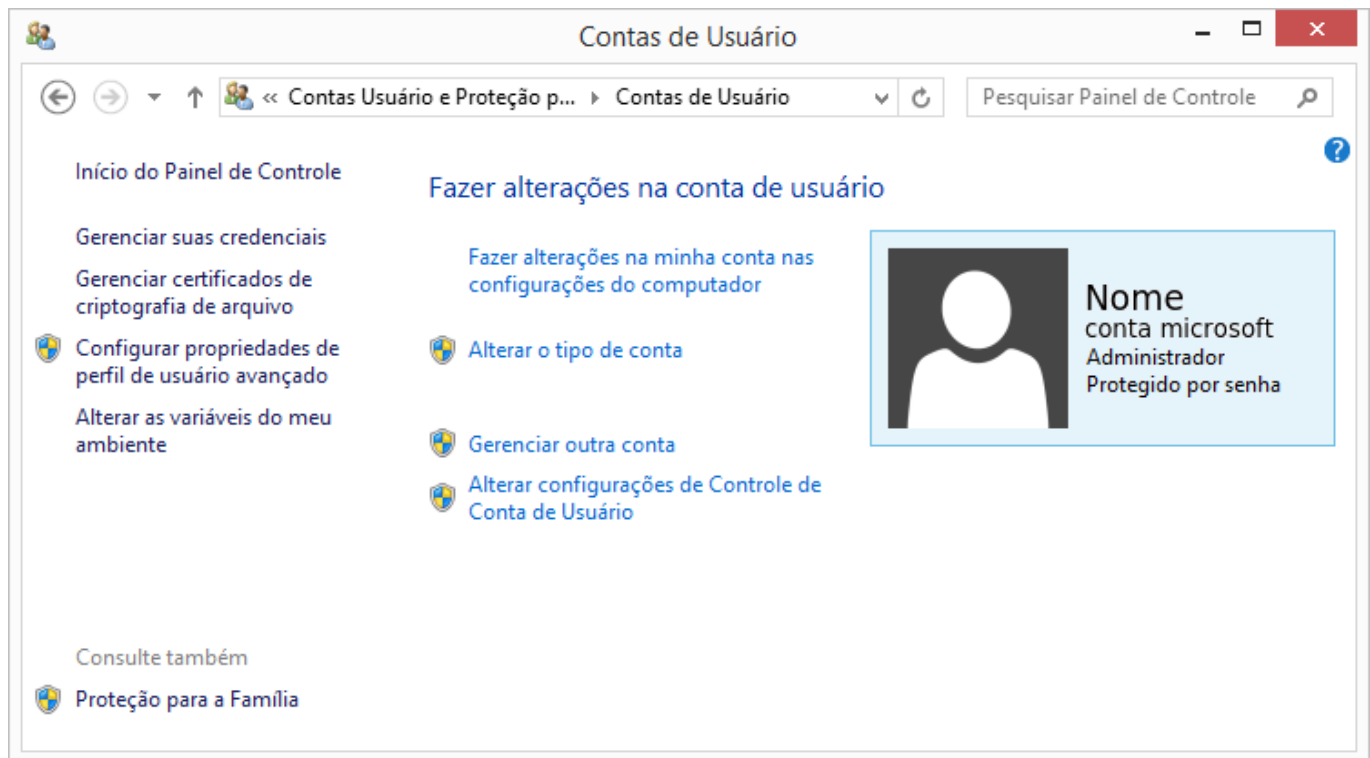 Contas de Usuário
« Contas Usuário e Proteção p... Contas de Usuário
Pesquisar Painel de Controle
Início do Painel de Controle
Gerenciar suas credenciais
Gerenciar certificados de
criptografia de arquivo
Configurar propriedades de
perfil de usuário avançado
Alterar as variáveis do meu
ambiente
Consulte também
Proteção para a Família
Fazer alterações na conta de usuário
Fazer alterações na minha conta nas
configurações do computador
Alterar o tipo de conta
Gerenciar outra conta
Alterar configurações de Controle de
Conta de Usuário
Nome
conta microsoft
Administrador
Protegido por senha